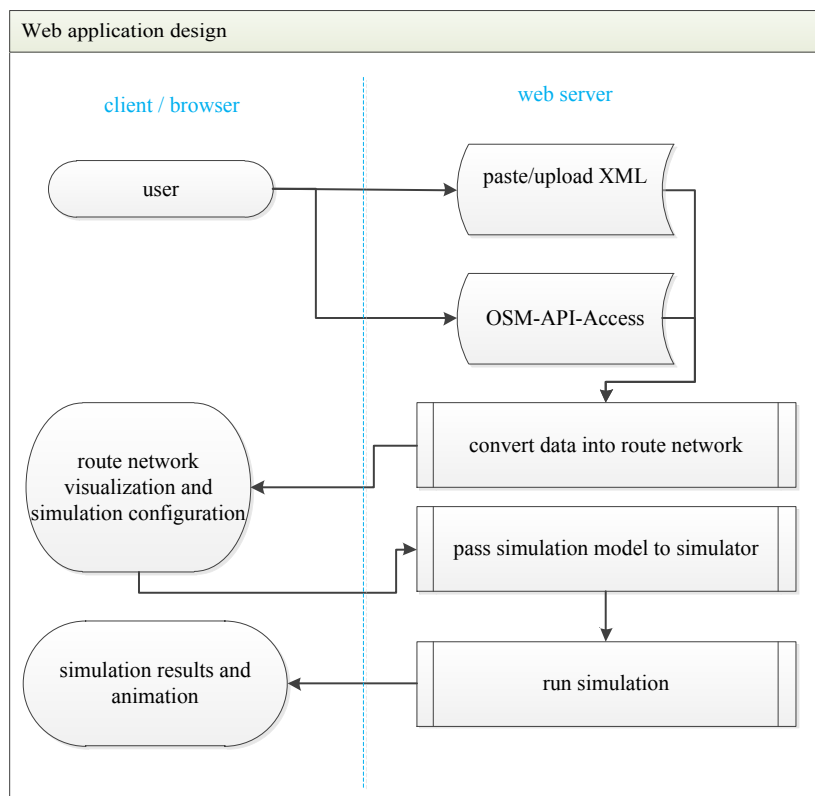 Web application design
client / browser
web server
user
paste/upload XML
OSM-API-Access
convert data into route network
route network
visualization and
simulation configuration
pass simulation model to simulator
simulation results and
animation
run simulation